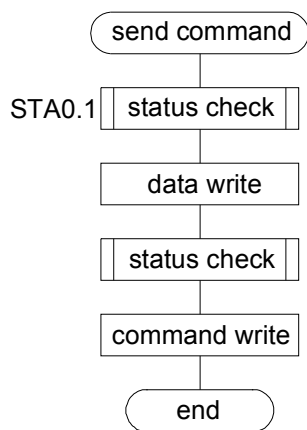 send command
STA0.1 status check
data write
status check
command write
end